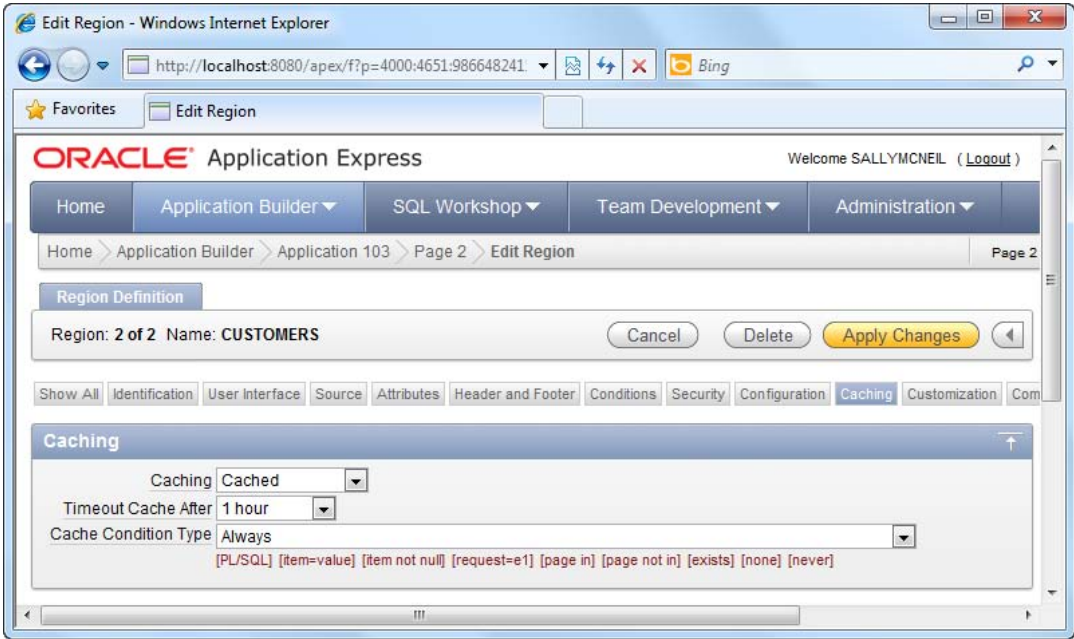 Edit Region - Windows Internet Explorer
http://localhost:8080/apex/f?p=4000:4651:986648241 Bing
Favorites Edit Region
ORACLE Application Express Welcome SALLYMCNEIL ( Logout )
Home Application Builder SQL Workshop Team Development Administration
Home Application Builder Application 103 Page 2 Edit Region Page 2
Region Definition
Region: 2 of 2 Name: CUSTOMERS Cancel Delete Apply Changes
Show All Identification User Interface Source Attributes Header and Footer Conditions Security Configuration Caching Customization Com
Caching
Caching Cached
Timeout Cache After 1 hour
Cache Condition Type Always
[PL/SQL] [item=value] [item not null] [request=e1] [page in] [page not in] [exists] [none] [never]